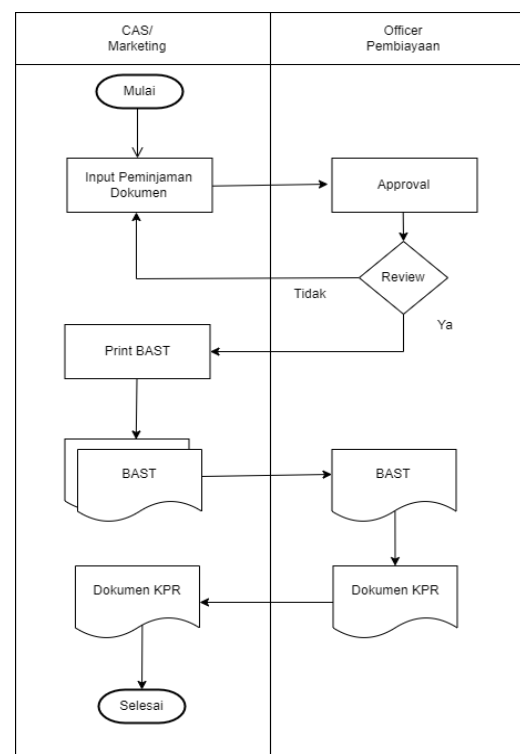 CAS/
Marketing
Officer
Pembiayaan
Mulai
Input Peminjaman
Dokumen
Approval
Review
Tidak
Ya
Print BAST
BAST
BAST
Dokumen KPR
Dokumen KPR
Selesai